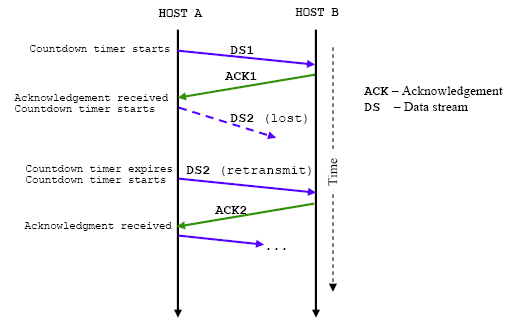 HOST A
HOST B
Countdown timer starts
DS1
ACK1
ACK – Acknowledgement
DS – Data stream
Acknowledgement received
Countdown timer starts
DS2 (lost)
Countdown timer expires
Countdown timer starts
DS2 (retransmit)
Time
ACK2
Acknowledgment received
...